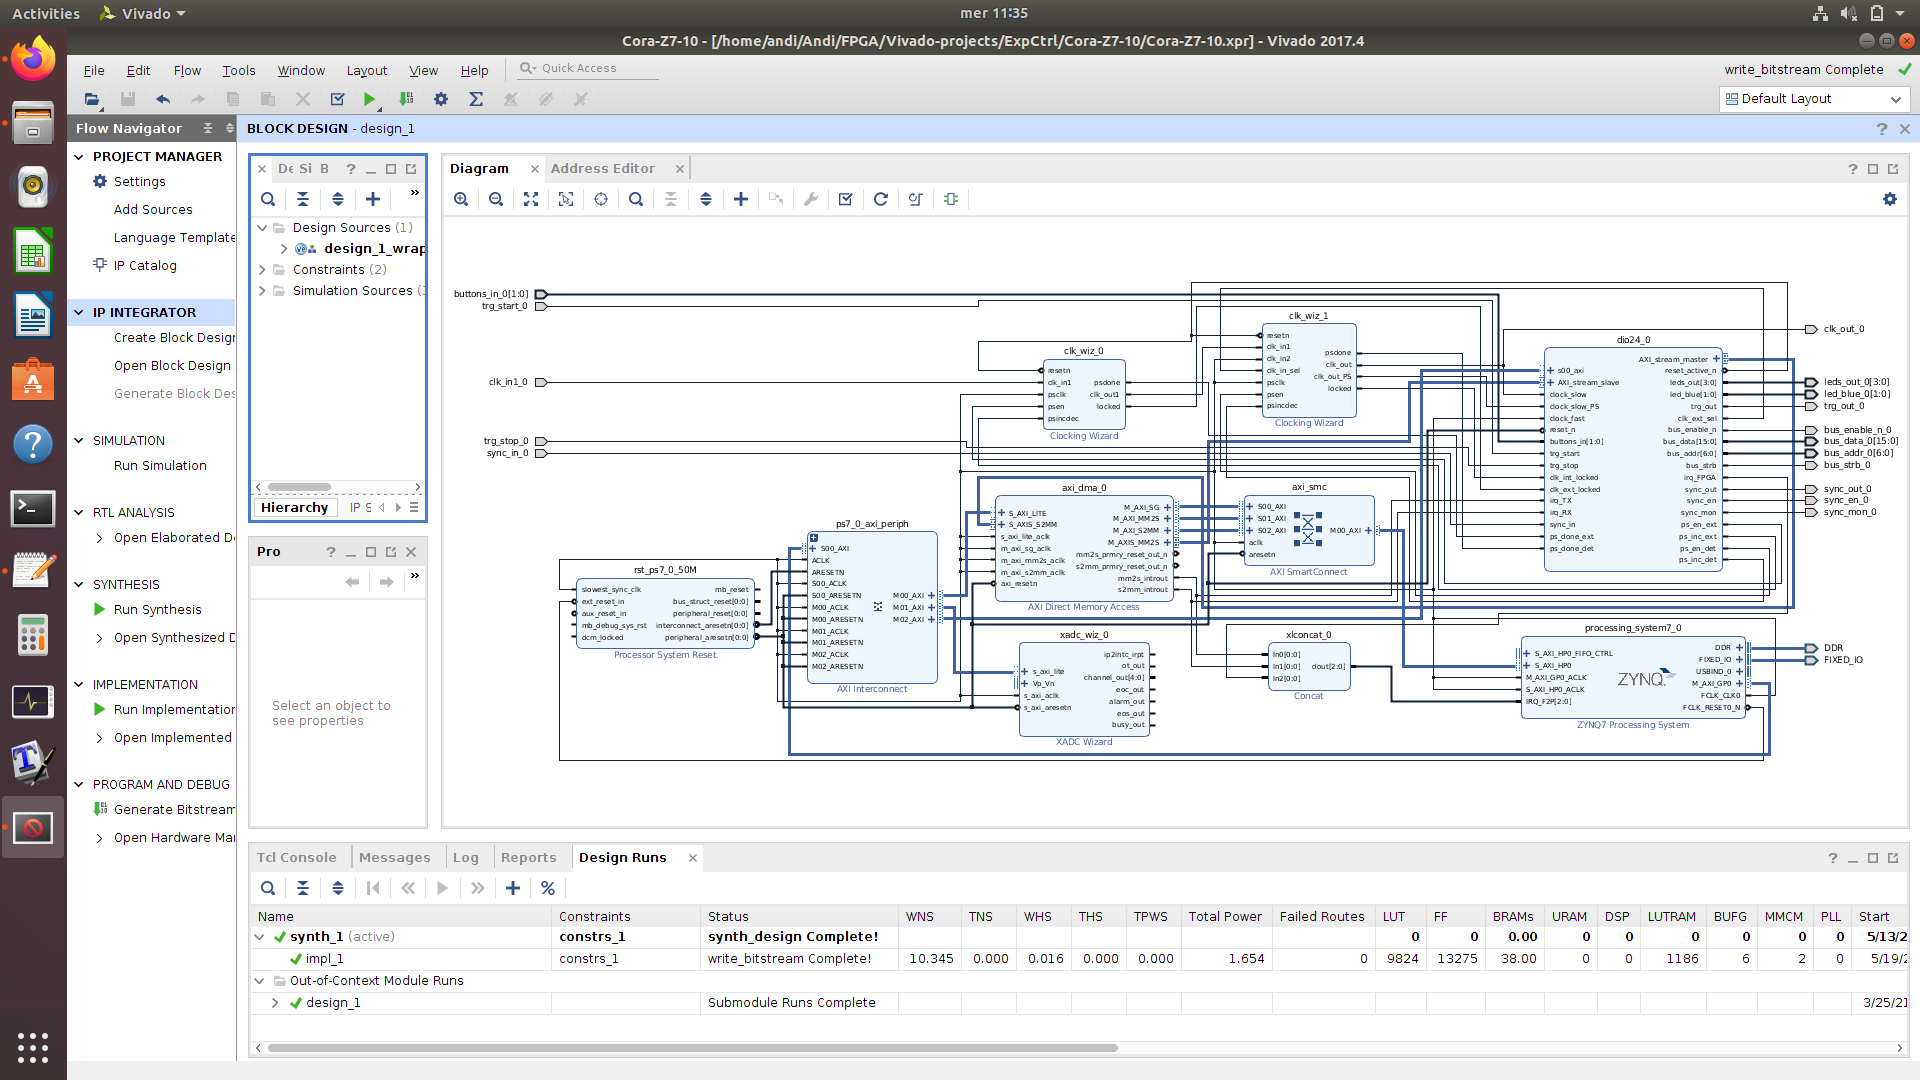 Activities Vivado mer 11:35
Cora-Z7-10 - [/home/andi/Andi/FPGA/Vivado-projects/ExpCtrl/Cora-Z7-10/Cora-Z7-10.xpr] - Vivado 2017.4
File Edit Flow Tools Window Layout View Help Quick Access
write_bitstream Complete
Default Layout
Flow Navigator
PROJECT MANAGER
Settings
Add Sources
Language Template
IP Catalog
IP INTEGRATOR
Create Block Design
Open Block Design
Generate Block Des
SIMULATION
Run Simulation
RTL ANALYSIS
Open Elaborated De
SYNTHESIS
Run Synthesis
Open Synthesized D
IMPLEMENTATION
Run Implementation
Open Implemented
PROGRAM AND DEBUG
Generate Bitstream
Open Hardware Mar
BLOCK DESIGN - design_1
De Si B
Design Sources (1)
design_1_wrap
Constraints (2)
Simulation Sources (1
Hierarchy IP S
Pro
Select an object to
see properties
Diagram
Address Editor
buttons_in_0[1:0]
trg_start_0
clk_in1_0
trg_stop_0
sync_in_0
rst_ps7_0_50M
slowest_sync_clk
ext_reset_in
aux_reset_in
mb_debug_sys_rst
dcm_locked
mb_reset
bus_struct_reset[0:0]
peripheral_reset[0:0]
interconnect_aresetn[0:0]
peripheral_aresetn[0:0]
Processor System Reset
ps7_0_axi_periph
S00_AXI
ACLK
ARESETN
S00_ACLK
S00_ARESETN
M00_ACLK
M00_ARESETN
M01_ACLK
M01_ARESETN
M02_ACLK
M02_ARESETN
M00_AXI
M01_AXI
M02_AXI
AXI Interconnect
clk_wiz_0
resetn
clk_in1
psclk
psen
psincdec
psdone
clk_out1
locked
Clocking Wizard
clk_wiz_1
resetn
clk_in1
clk_in2
clk_in_sel
psclk
psen
psincdec
psdone
clk_out
clk_out_PS
locked
Clocking Wizard
axi_dma_0
S_AXI_LITE
S_AXIS_S2MM
s_axi_lite_aclk
m_axi_sg_aclk
m_axi_mm2s_aclk
m_axi_s2mm_aclk
axi_resetn
M_AXI_SG
M_AXI_MM2S
M_AXI_S2MM
M_AXIS_MM2S
mm2s_prmry_reset_out_n
s2mm_prmry_reset_out_n
mm2s_introut
s2mm_introut
AXI Direct Memory Access
axi_smc
S00_AXI
S01_AXI
S02_AXI
aclk
aresetn
M00_AXI
AXI SmartConnect
xadc_wiz_0
s_axi_lite
Vp_Vn
s_axi_aclk
s_axi_aresetn
ip2intc_irpt
ot_out
channel_out[4:0]
eoc_out
alarm_out
eos_out
busy_out
XADC Wizard
xlconcat_0
In0[0:0]
In1[0:0]
In2[0:0]
dout[2:0]
Concat
dio24_0
s00_axi
AXI_stream_slave
clock_slow
clock_slow_PS
clock_fast
reset_n
buttons_in[1:0]
trg_start
trg_stop
clk_int_locked
clk_ext_locked
irq_TX
irq_RX
sync_in
ps_done_ext
ps_done_det
AXI_stream_master
reset_active_n
leds_out[3:0]
led_blue[1:0]
trg_out
clk_ext_sel
bus_enable_n
bus_data[15:0]
bus_addr[6:0]
bus_strb
irq_FPGA
sync_out
sync_en
sync_mon
ps_en_ext
ps_inc_ext
ps_en_det
ps_inc_det
processing_system7_0
S_AXI_HP0_FIFO_CTRL
S_AXI_HP0
M_AXI_GP0_ACLK
S_AXI_HP0_ACLK
IRQ_F2P[2:0]
ZYNQ
DDR
FIXED_IO
USBIND_0
M_AXI_GP0
FCLK_CLK0
FCLK_RESET0_N
ZYNQ7 Processing System
clk_out_0
leds_out_0[3:0]
led_blue_0[1:0]
trg_out_0
bus_enable_n_0
bus_data_0[15:0]
bus_addr_0[6:0]
bus_strb_0
sync_out_0
sync_en_0
sync_mon_0
DDR
FIXED_IO
Tcl Console Messages Log Reports Design Runs
Name Constraints Status WNS TNS WHS THS TPWS Total Power Failed Routes LUT FF BRAMs URAM DSP LUTRAM BUFG MMCM PLL Start
synth_1 (active) constrs_1 synth_design Complete! 0 0 0.00 0 0 0 0 0 0 5/13/2
impl_1 constrs_1 write_bitstream Complete! 10.345 0.000 0.016 0.000 0.000 1.654 0 9824 13275 38.00 0 0 1186 6 2 0 5/19/2
Out-of-Context Module Runs
design_1 Submodule Runs Complete 3/25/21